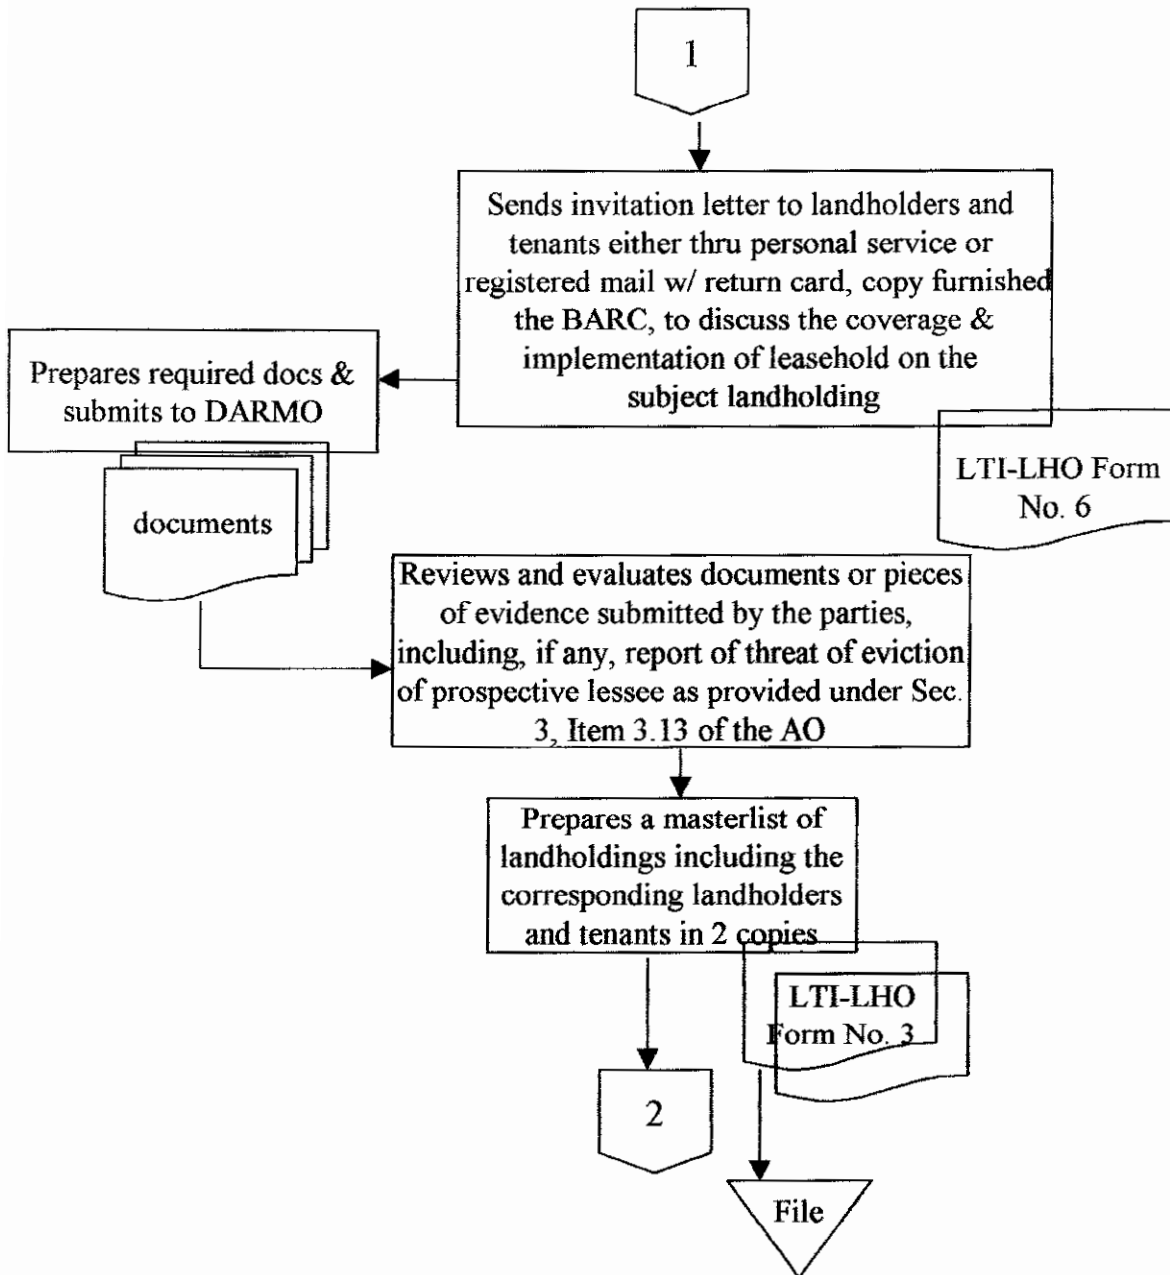 1
Sends invitation letter to landholders and
tenants either thru personal service or
registered mail w/ return card, copy furnished
the BARC, to discuss the coverage &
implementation of leasehold on the
subject landholding
Prepares required docs &
submits to DARMO
LTI-LHO Form
No. 6
documents
Reviews and evaluates documents or pieces
of evidence submitted by the parties,
including, if any, report of threat of eviction
of prospective lessee as provided under Sec.
3, Item 3.13 of the AO
Prepares a masterlist of
landholdings including the
corresponding landholders
and tenants in 2 copies
LTI-LHO
Form No. 3
2
File